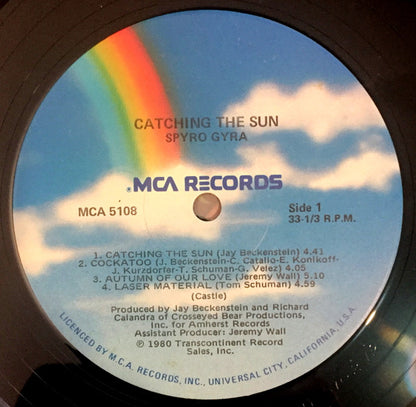 CATCHING THE SUN
SPYRO GYRA
MCA RECORDS
MCA 5108
Side 1
33-1/3 R.P.M.
1. CATCHING THE SUN (Jay Beckenstein) 4.41
2. COCKATOO (J. Beckenstein-C. Catallo-E. Konikoff-
J. Kurzdorfer-T. Schuman-G. Velez) 4.05
3. AUTUMN OF OUR LOVE (Jeremy Wall) 5.10
4. LASER MATERIAL (Tom Schuman) 4.59
(Castle)
Produced by Jay Beckenstein and Richard
Calandra of Crosseyed Bear Productions,
Inc. for Amherst Records
Assistant Producer: Jeremy Wall
℗ 1980 Transcontinent Record
Sales, Inc.
LICENCED BY M.C.A. RECORDS, INC., UNIVERSAL CITY, CALIFORNIA, U.S.A